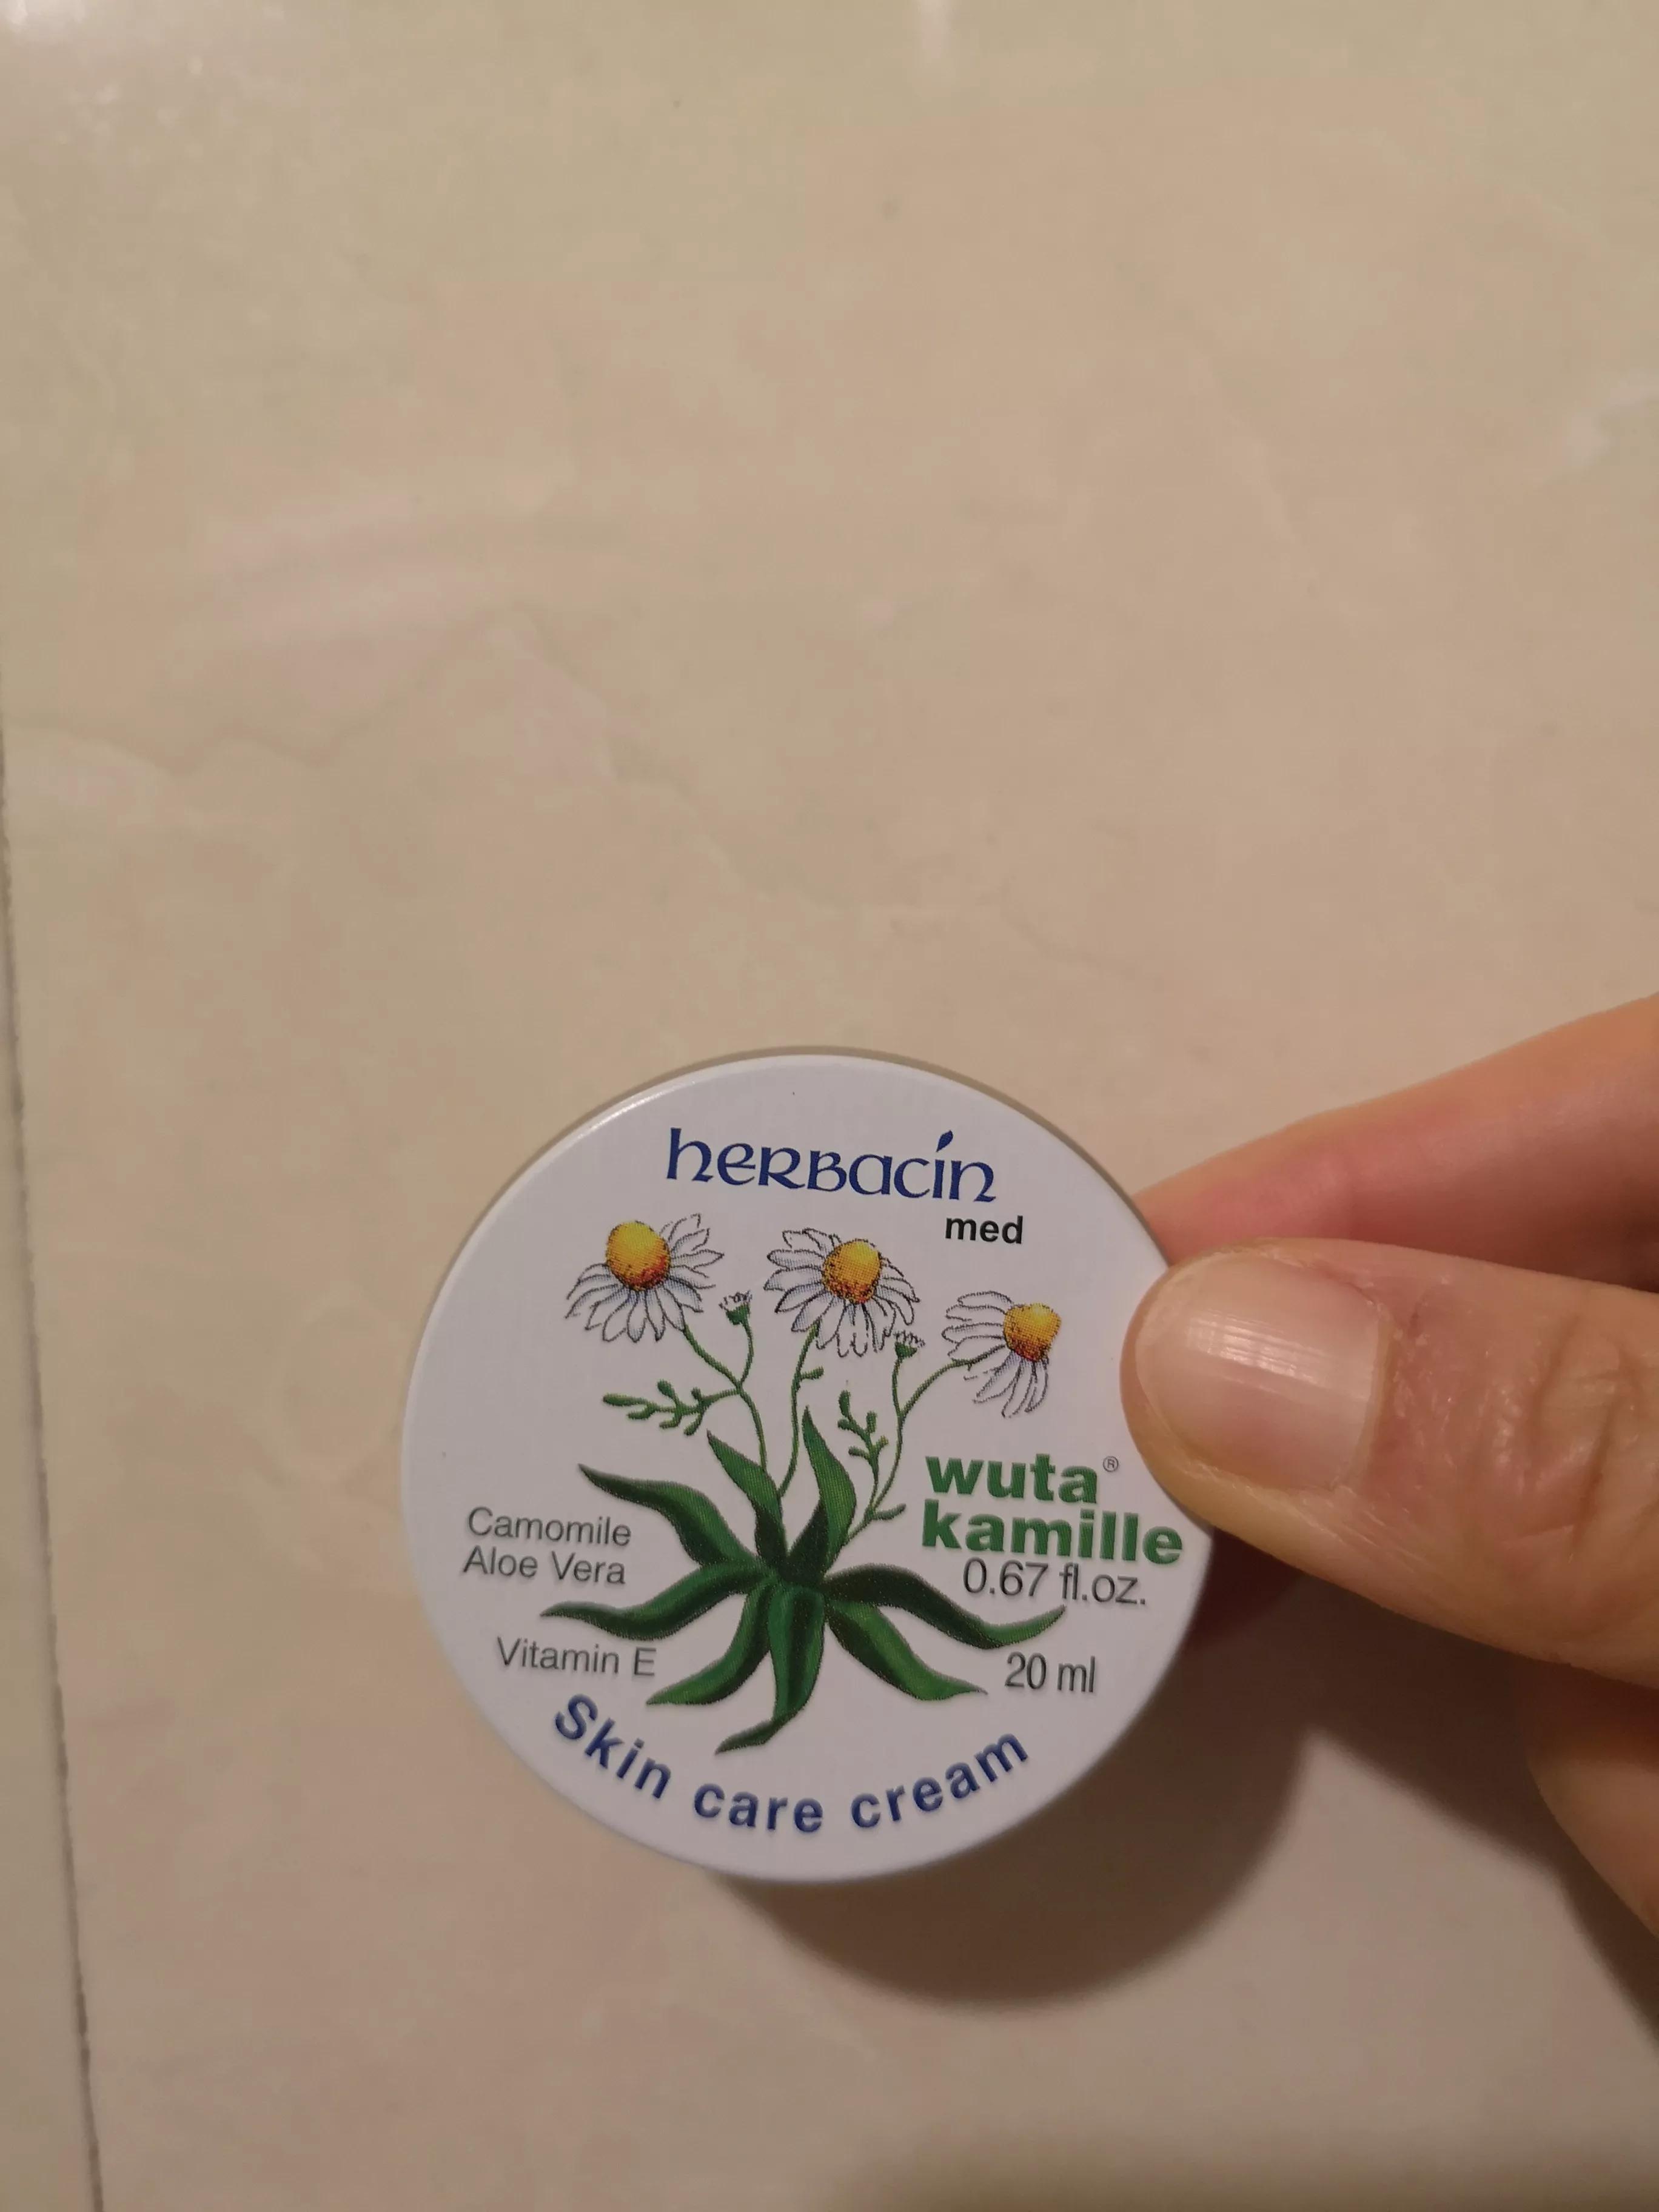 herbacin
med
wuta®
kamille
0.67 fl.oz.
Camomile
Aloe Vera
Vitamin E
20 ml
Skin care cream